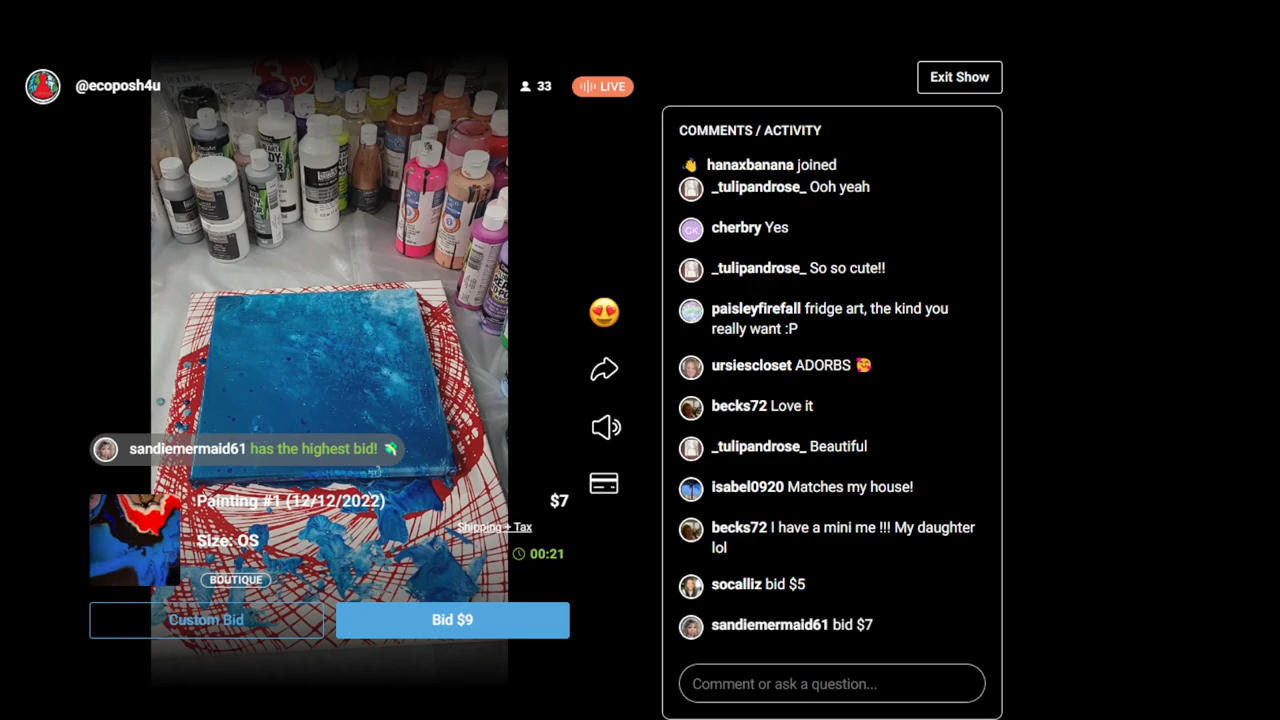 @ecoposh4u
33
LIVE
Exit Show
3
pc
COMMENTS / ACTIVITY
hanaxbanana joined
_tulipandrose_ Ooh yeah
CK
cherbry Yes
_tulipandrose_ So so cute!!
paisleyfirefall fridge art, the kind you
really want :P
ursiescloset ADORBS 🥰
becks72 Love it
_tulipandrose_ Beautiful
isabel0920 Matches my house!
becks72 I have a mini me !!! My daughter
lol
socalliz bid $5
sandiemermaid61 bid $7
Comment or ask a question...
sandiemermaid61 has the highest bid! 💸
Painting #1 (12/12/2022)
$7
Shipping + Tax
Size: OS
00:21
BOUTIQUE
Custom Bid
Bid $9